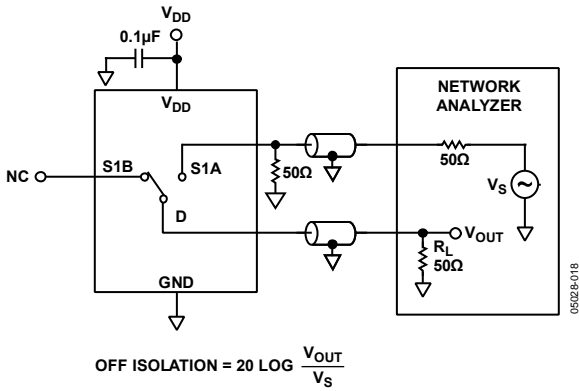 VDD
0.1µF
VDD
NETWORK
ANALYZER
NC
S1B
S1A
50Ω
50Ω
VS
D
VOUT
RL
50Ω
GND
05028-018
OFF ISOLATION = 20 LOG VOUT
VS